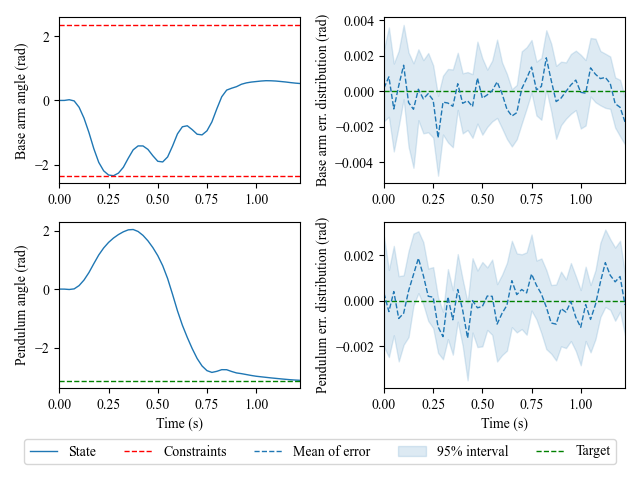 Base arm angle (rad)
2
0
−2
0.00 0.25 0.50 0.75 1.00
Base arm err. distribution (rad)
0.004
0.002
0.000
−0.002
−0.004
0.00 0.25 0.50 0.75 1.00
Pendulum angle (rad)
2
0
−2
0.00 0.25 0.50 0.75 1.00
Time (s)
Pendulum err. distribution (rad)
0.002
0.000
−0.002
0.00 0.25 0.50 0.75 1.00
Time (s)
State Constraints Mean of error 95% interval Target